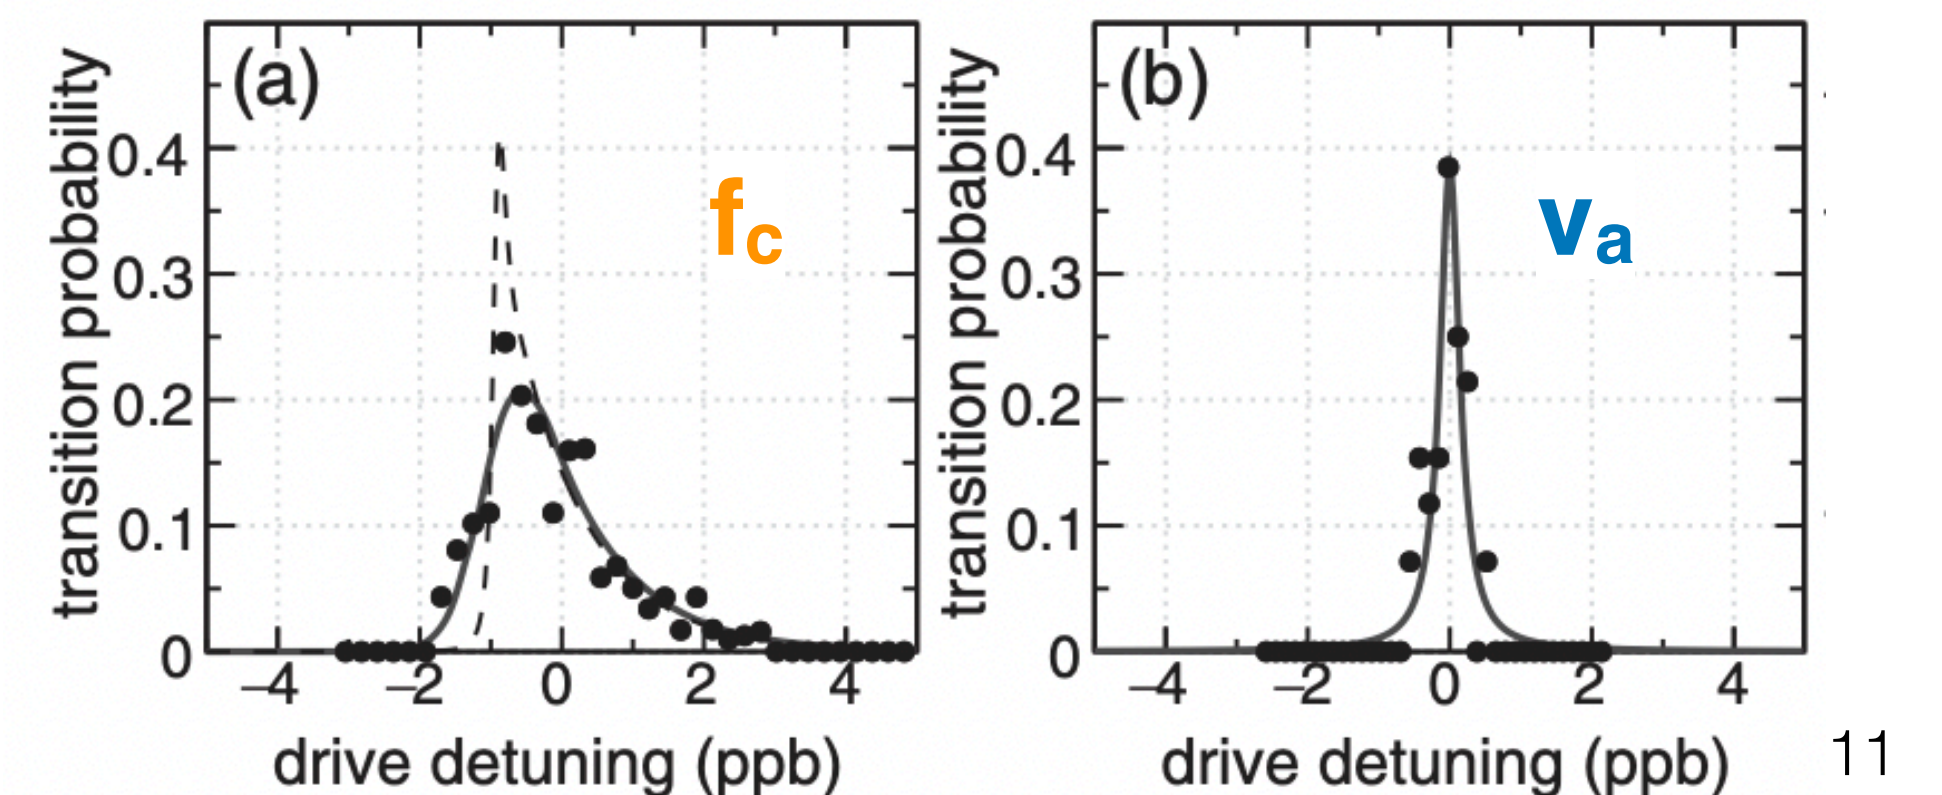 (a)
fc
transition probability
0.4
0.3
0.2
0.1
0
–4 –2 0 2 4
drive detuning (ppb)
(b)
va
transition probability
0.4
0.3
0.2
0.1
0
–4 –2 0 2 4
drive detuning (ppb)
11